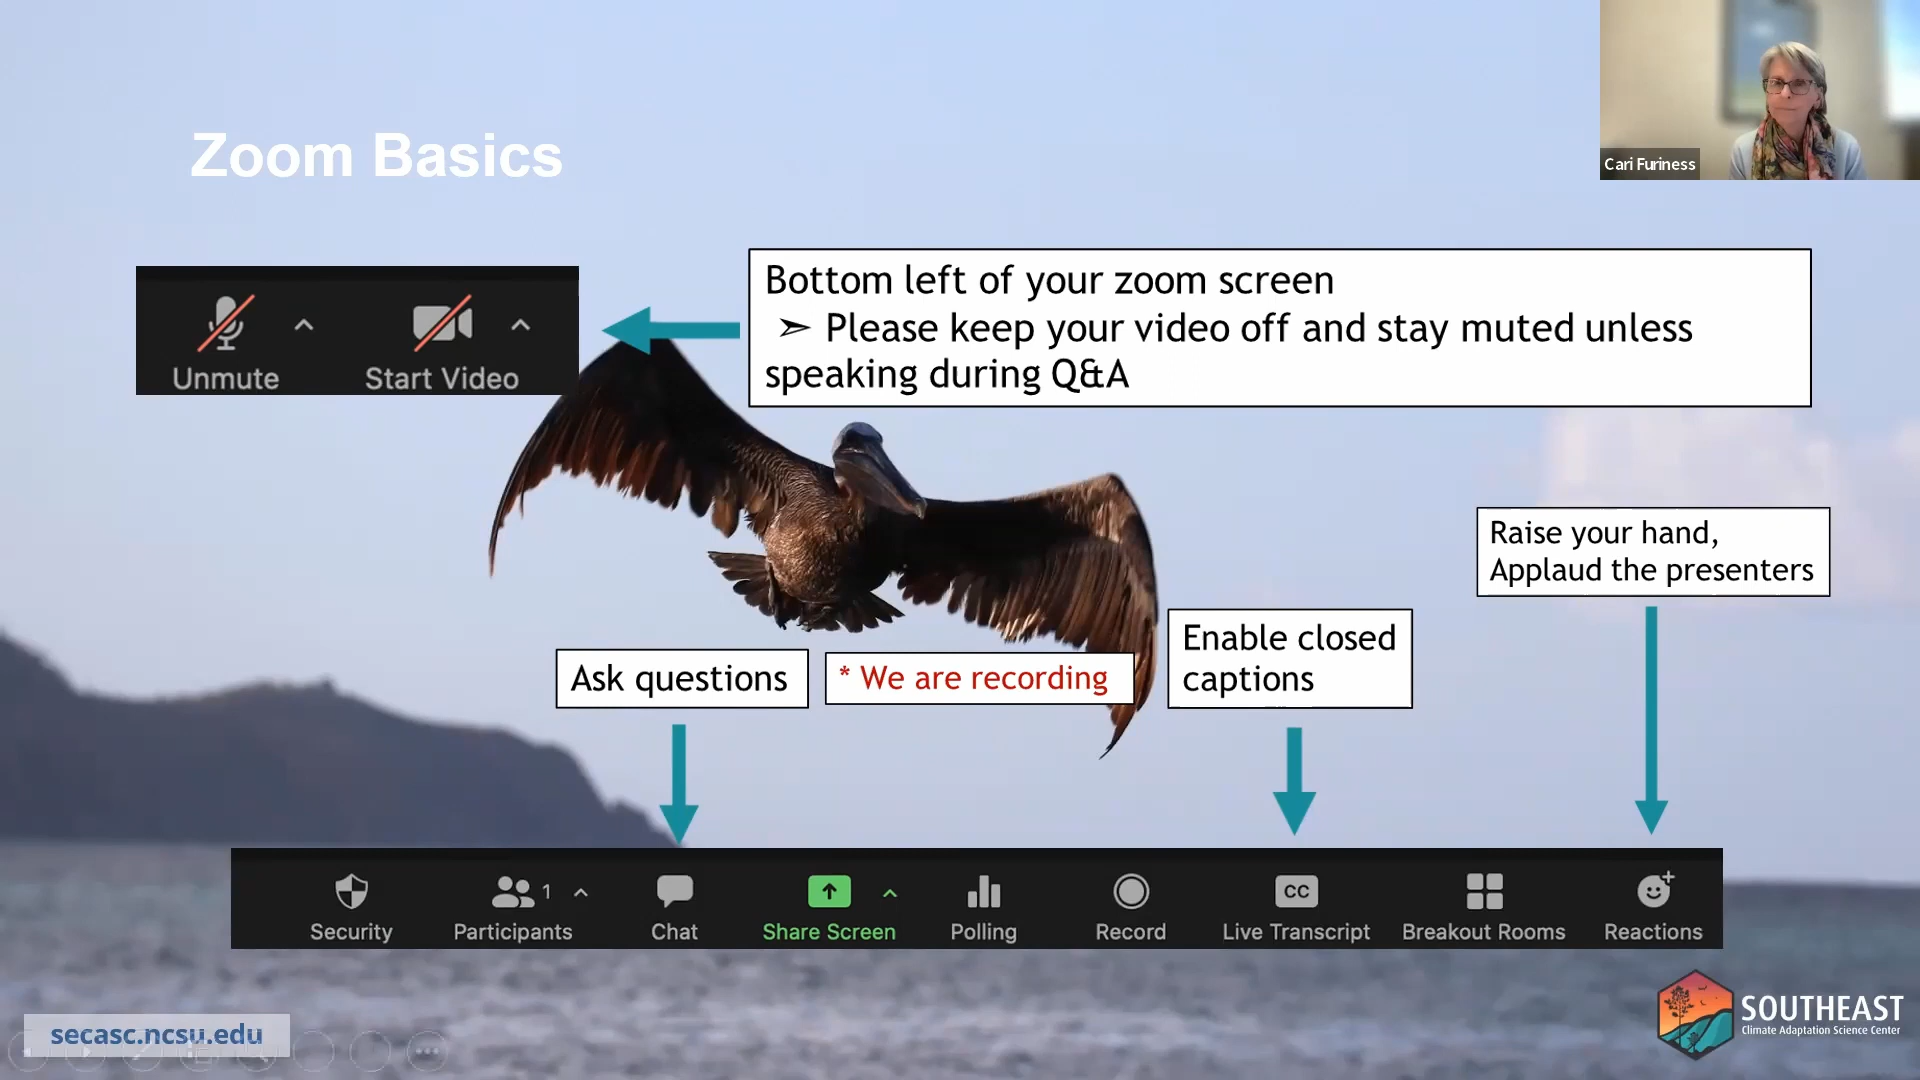 Zoom Basics
Cari Furiness
Unmute
Start Video
Bottom left of your zoom screen
➢ Please keep your video off and stay muted unless
speaking during Q&A
Raise your hand,
Applaud the presenters
Enable closed
captions
Ask questions
* We are recording
Security
Participants 1
Chat
Share Screen
Polling
Record
CC
Live Transcript
Breakout Rooms
Reactions
secasc.ncsu.edu
SOUTHEAST
Climate Adaptation Science Center